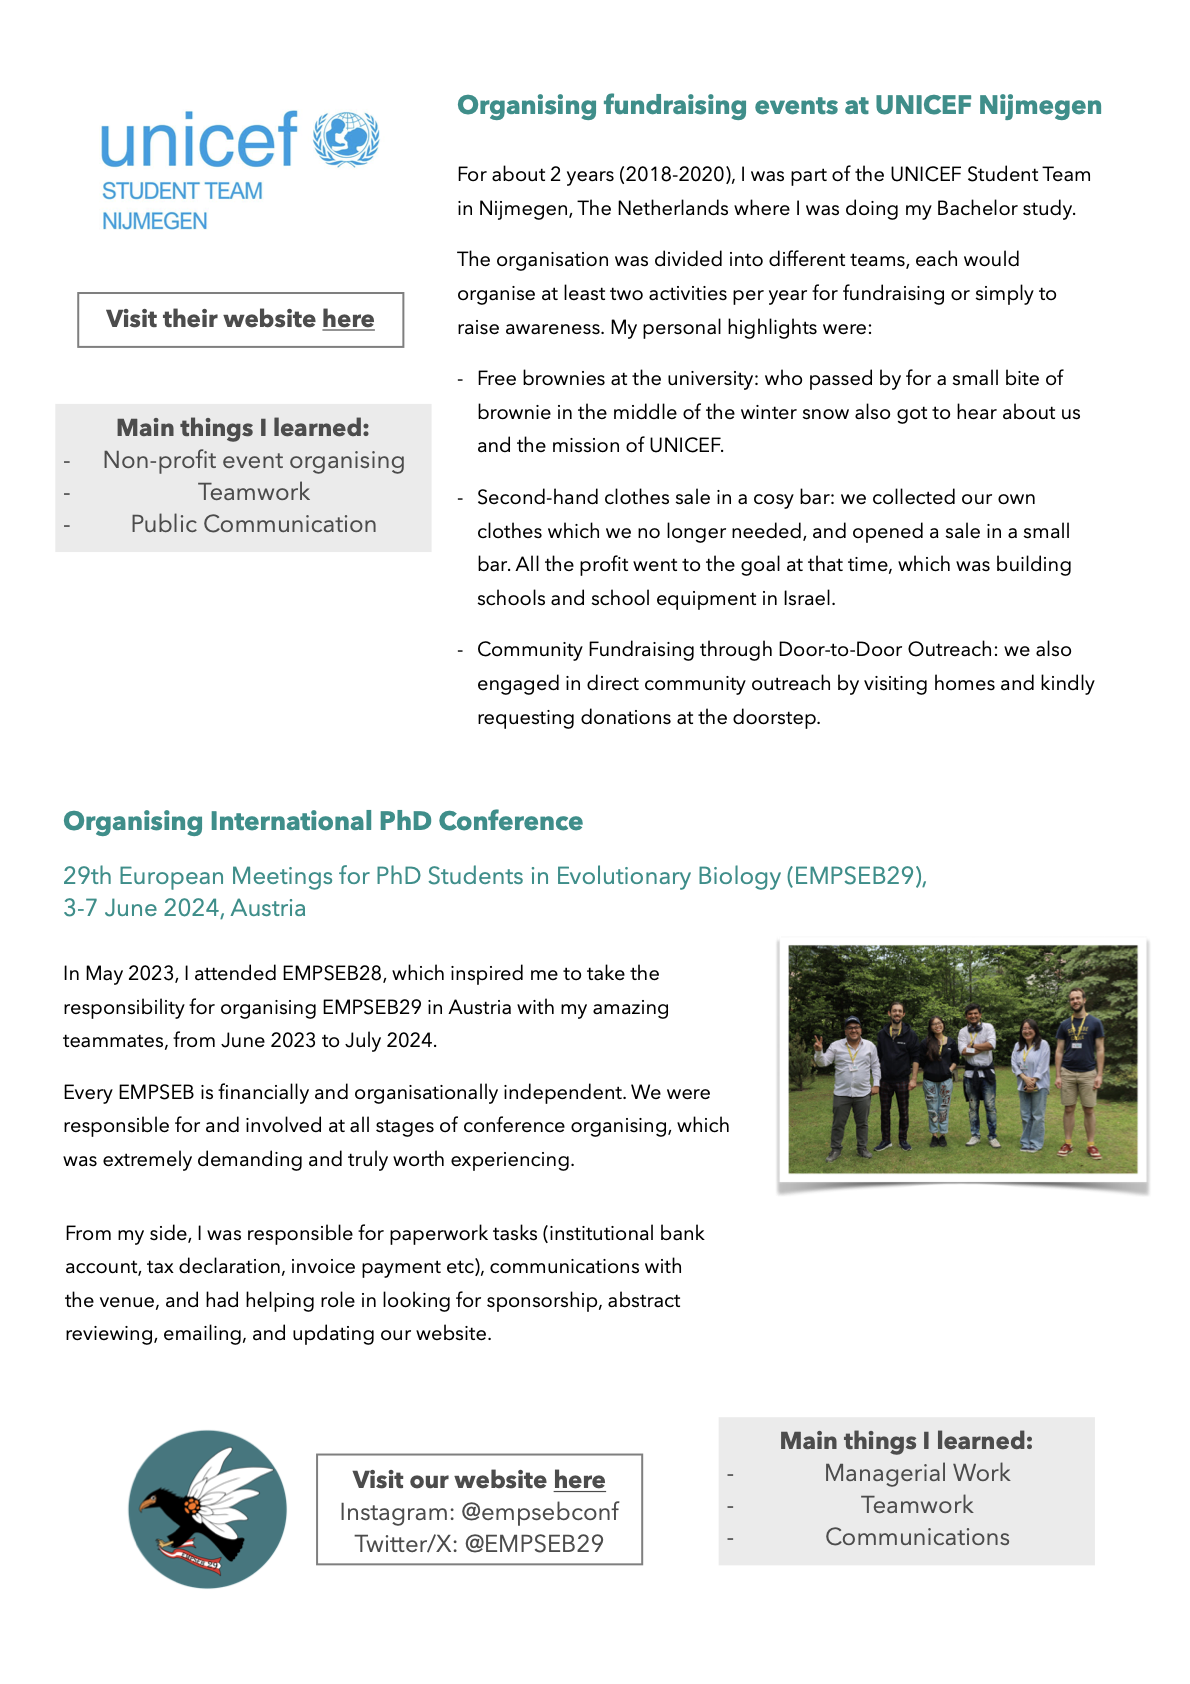 unicef
STUDENT TEAM
NIJMEGEN
Visit their website here
Main things I learned:
- Non-profit event organising
- Teamwork
- Public Communication
Organising fundraising events at UNICEF Nijmegen
For about 2 years (2018-2020), I was part of the UNICEF Student Team
in Nijmegen, The Netherlands where I was doing my Bachelor study.
The organisation was divided into different teams, each would
organise at least two activities per year for fundraising or simply to
raise awareness. My personal highlights were:
- Free brownies at the university: who passed by for a small bite of
brownie in the middle of the winter snow also got to hear about us
and the mission of UNICEF.
- Second-hand clothes sale in a cosy bar: we collected our own
clothes which we no longer needed, and opened a sale in a small
bar. All the profit went to the goal at that time, which was building
schools and school equipment in Israel.
- Community Fundraising through Door-to-Door Outreach: we also
engaged in direct community outreach by visiting homes and kindly
requesting donations at the doorstep.
Organising International PhD Conference
29th European Meetings for PhD Students in Evolutionary Biology (EMPSEB29),
3-7 June 2024, Austria
In May 2023, I attended EMPSEB28, which inspired me to take the
responsibility for organising EMPSEB29 in Austria with my amazing
teammates, from June 2023 to July 2024.
Every EMPSEB is financially and organisationally independent. We were
responsible for and involved at all stages of conference organising, which
was extremely demanding and truly worth experiencing.
From my side, I was responsible for paperwork tasks (institutional bank
account, tax declaration, invoice payment etc), communications with
the venue, and had helping role in looking for sponsorship, abstract
reviewing, emailing, and updating our website.
Visit our website here
Instagram: @empsebconf
Twitter/X: @EMPSEB29
Main things I learned:
- Managerial Work
- Teamwork
- Communications